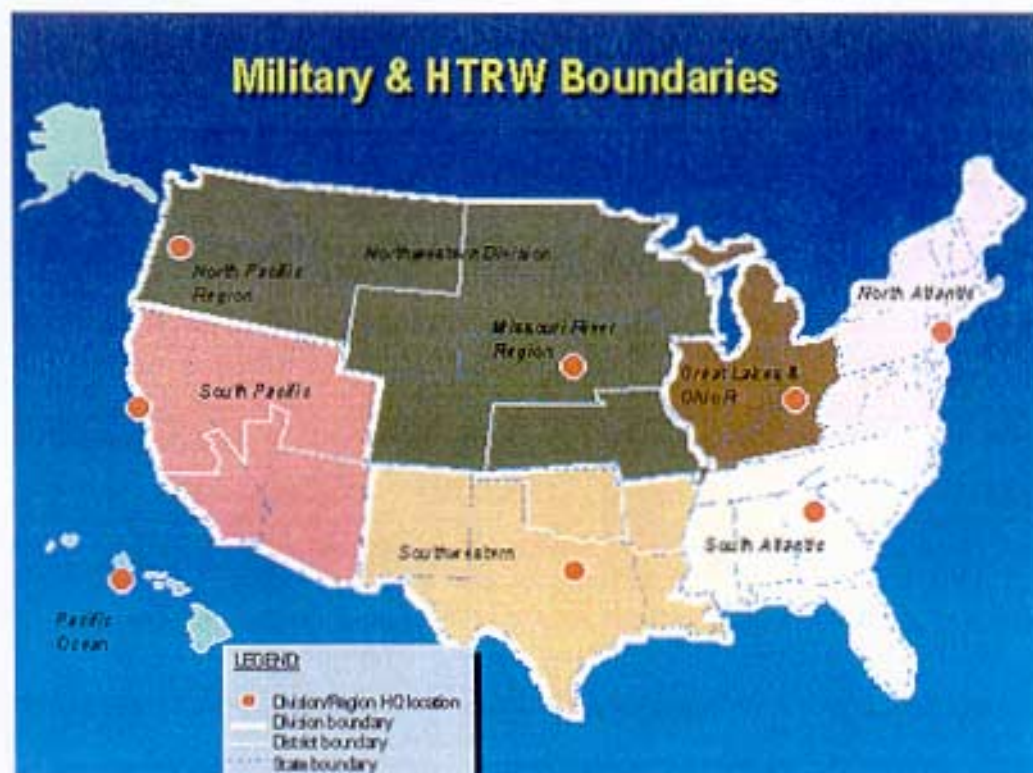 Military & HTRW Boundaries
Northwestern Division
North Pacific
Region
North Atlantic
Missouri River
Region
Great Lakes &
Ohio R
South Pacific
South Atlantic
Southwestern
Pacific
Ocean
LEGEND:
Division/Region HQ location
Division boundary
District boundary
State boundary